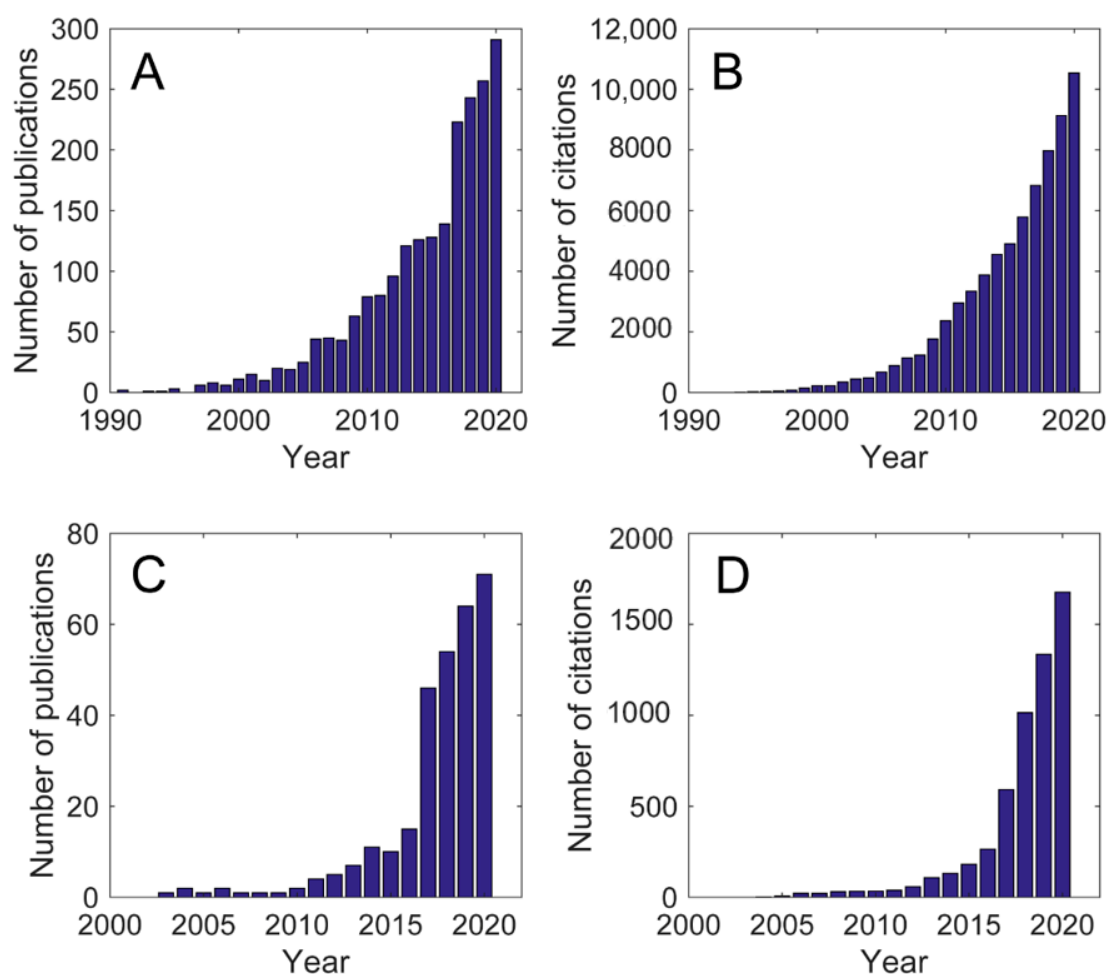 A
Number of publications
300
250
200
150
100
50
0
1990 2000 2010 2020
Year
B
Number of citations
12,000
10,000
8000
6000
4000
2000
0
1990 2000 2010 2020
Year
C
Number of publications
80
60
40
20
0
2000 2005 2010 2015 2020
Year
D
Number of citations
2000
1500
1000
500
0
2000 2005 2010 2015 2020
Year